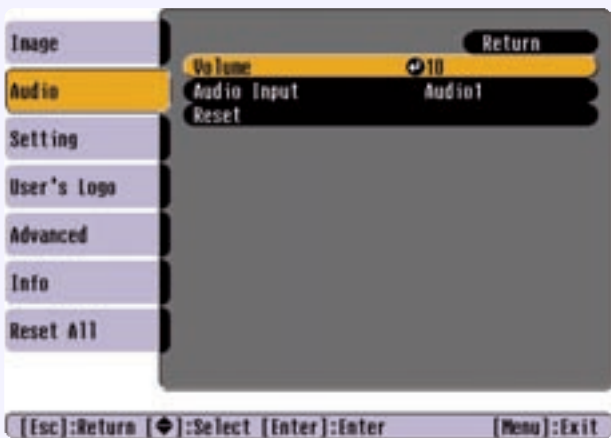 Image
Audio
Setting
User's Logo
Advanced
Info
Reset All
Return
Volume 10
Audio Input Audio1
Reset
[Esc]:Return [◆]:Select [Enter]:Enter [Menu]:Exit